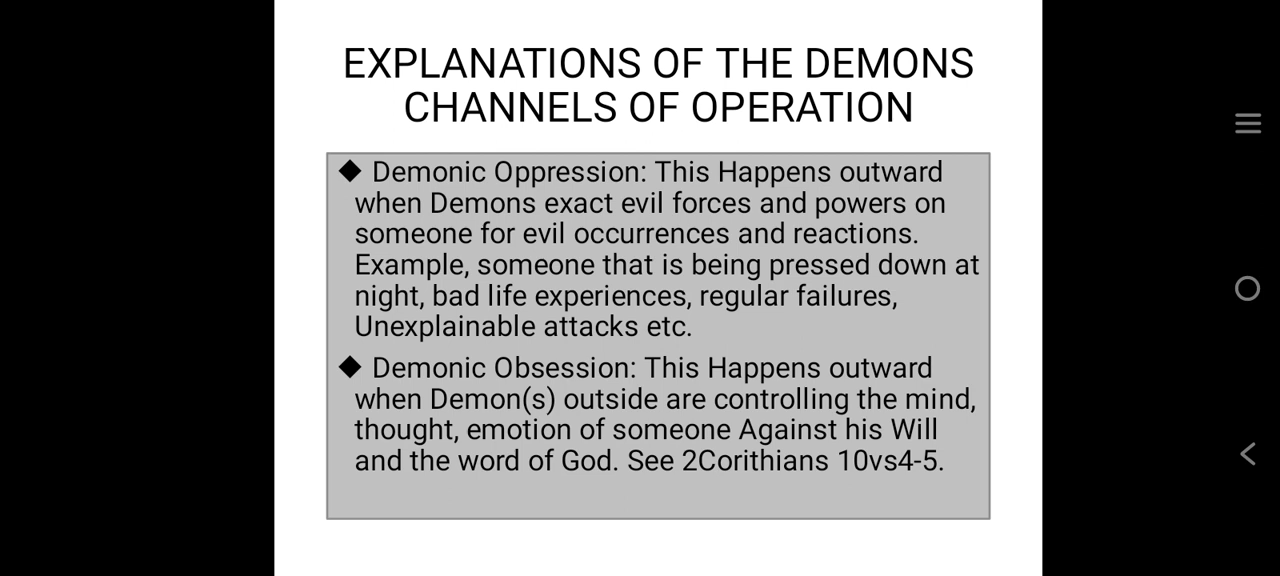 EXPLANATIONS OF THE DEMONS
CHANNELS OF OPERATION
◆ Demonic Oppression: This Happens outward
when Demons exact evil forces and powers on
someone for evil occurrences and reactions.
Example, someone that is being pressed down at
night, bad life experiences, regular failures,
Unexplainable attacks etc.
◆ Demonic Obsession: This Happens outward
when Demon(s) outside are controlling the mind,
thought, emotion of someone Against his Will
and the word of God. See 2Corithians 10vs4-5.